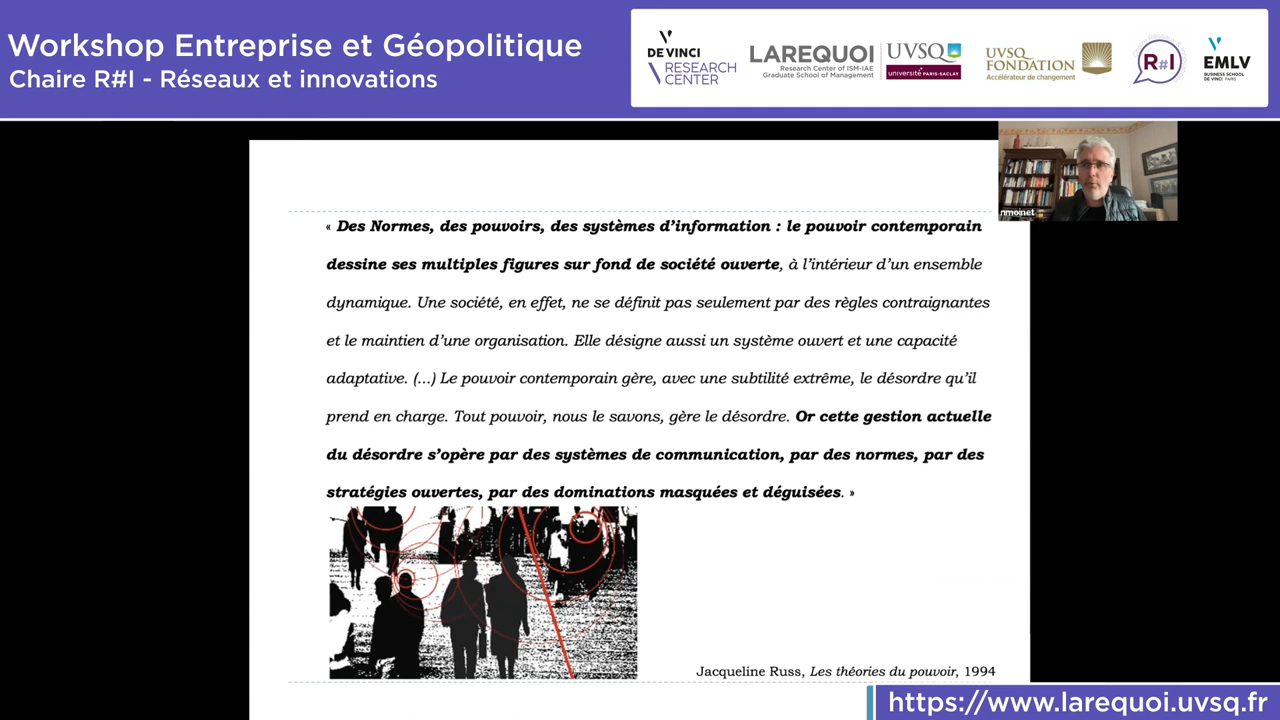 Workshop Entreprise et Géopolitique
Chaire R#I - Réseaux et innovations
DE VINCI
RESEARCH
CENTER
LAREQUOI
Research Center of ISM-IAE
Graduate School of Management
UVSQ
université PARIS-SACLAY
UVSQ
FONDATION
Accélérateur de changement
R#I
EMLV
BUSINESS SCHOOL
DE VINCI PARIS
nmoinet
« Des Normes, des pouvoirs, des systèmes d’information : le pouvoir contemporain
dessine ses multiples figures sur fond de société ouverte, à l’intérieur d’un ensemble
dynamique. Une société, en effet, ne se définit pas seulement par des règles contraignantes
et le maintien d’une organisation. Elle désigne aussi un système ouvert et une capacité
adaptative. (…) Le pouvoir contemporain gère, avec une subtilité extrême, le désordre qu’il
prend en charge. Tout pouvoir, nous le savons, gère le désordre. Or cette gestion actuelle
du désordre s’opère par des systèmes de communication, par des normes, par des
stratégies ouvertes, par des dominations masquées et déguisées. »
Jacqueline Russ, Les théories du pouvoir, 1994
https://www.larequoi.uvsq.fr